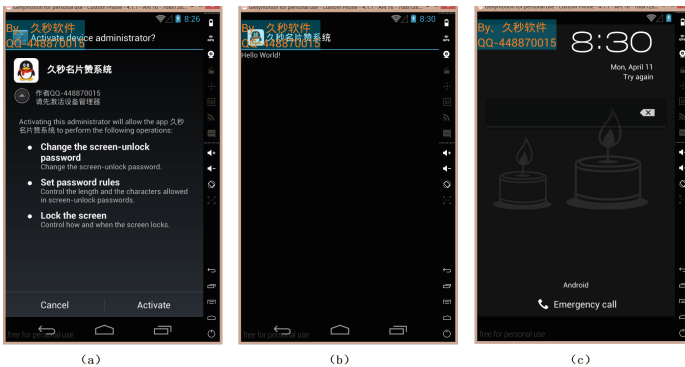 By、久秒软件
QQ-448870015
8:26
Activate device administrator?
久秒名片赞系统
作者QQ-448870015
请先激活设备管理器
Activating this administrator will allow the app 久秒
名片赞系统 to perform the following operations:
Change the screen-unlock
password
Change the screen-unlock password.
Set password rules
Control the length and the characters allowed
in screen-unlock passwords.
Lock the screen
Control how and when the screen locks.
Cancel
Activate
free for personal use
(a)
By、久秒软件
QQ-448870015
8:30
久秒名片赞系统
Hello World!
free for personal use
(b)
By、久秒软件
QQ-448870015
8:30
Mon, April 11
Try again
Android
Emergency call
free for personal use
(c)